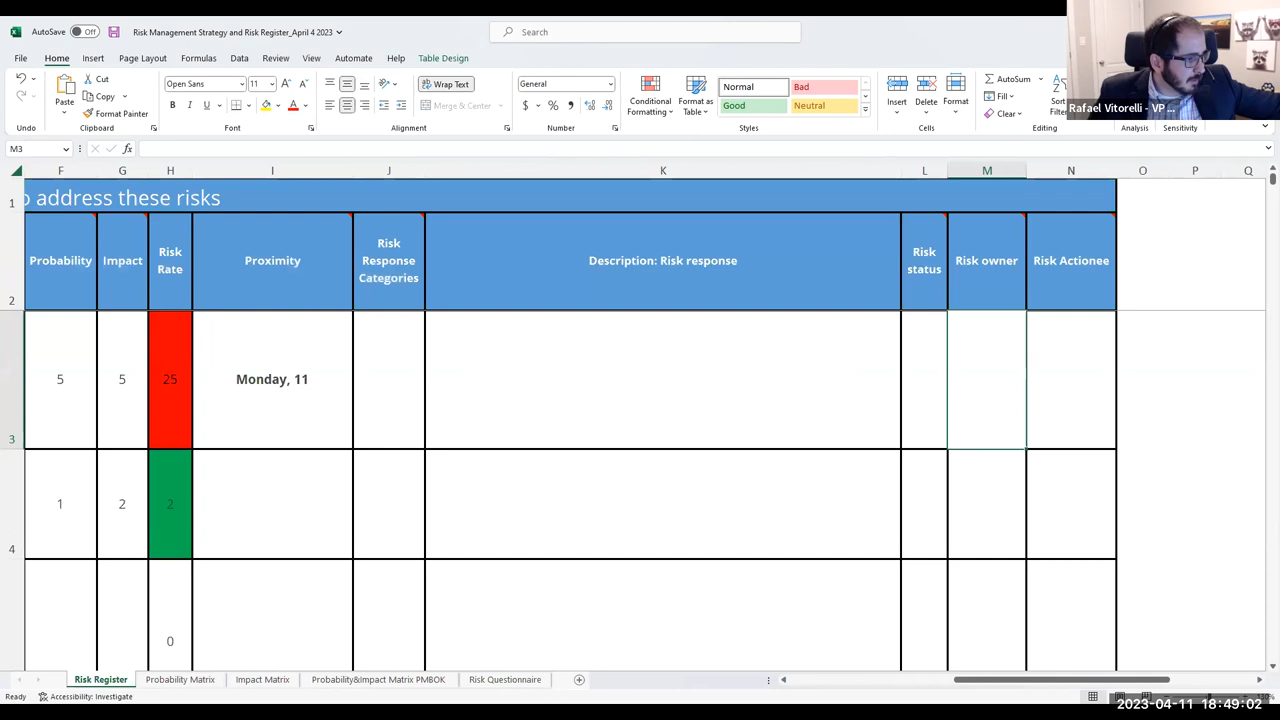 AutoSave Off Risk Management Strategy and Risk Register_April 4 2023 Search
File Home Insert Page Layout Formulas Data Review View Automate Help Table Design
Cut
Copy
Format Painter
Paste
Open Sans 11
B I U
Wrap Text
Merge & Center
General
$ % ,
Conditional Formatting
Format as Table
Normal Bad
Good Neutral
Insert Delete Format
AutoSum
Fill
Clear
Rafael Vitorelli - VP ...
Undo Clipboard Font Alignment Number Styles Cells Editing Analysis Sensitivity
M3 fx
F G H I J K L M N O P Q
1 o address these risks
2 Probability Impact Risk Rate Proximity Risk Response Categories Description: Risk response Risk status Risk owner Risk Actionee
3 5 5 25 Monday, 11
4 1 2 2
0
Risk Register Probability Matrix Impact Matrix Probability&Impact Matrix PMBOK Risk Questionnaire
Ready Accessibility: Investigate
2023-04-11 18:49:02